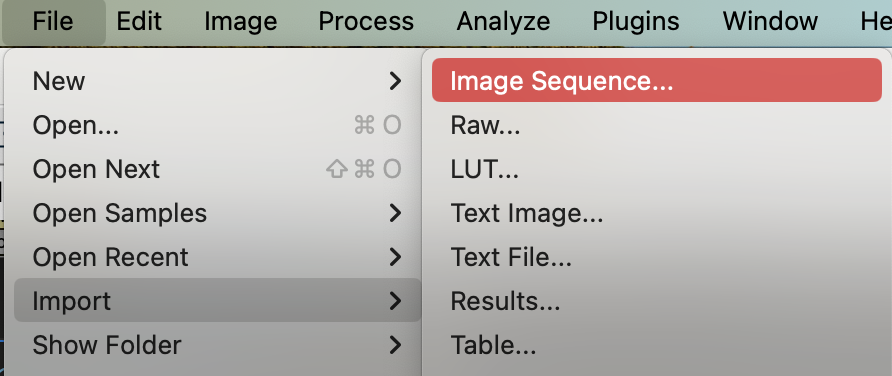 File Edit Image Process Analyze Plugins Window
New
Open... ⌘ O
Open Next ⇧ ⌘ O
Open Samples
Open Recent
Import
Show Folder
Image Sequence...
Raw...
LUT...
Text Image...
Text File...
Results...
Table...